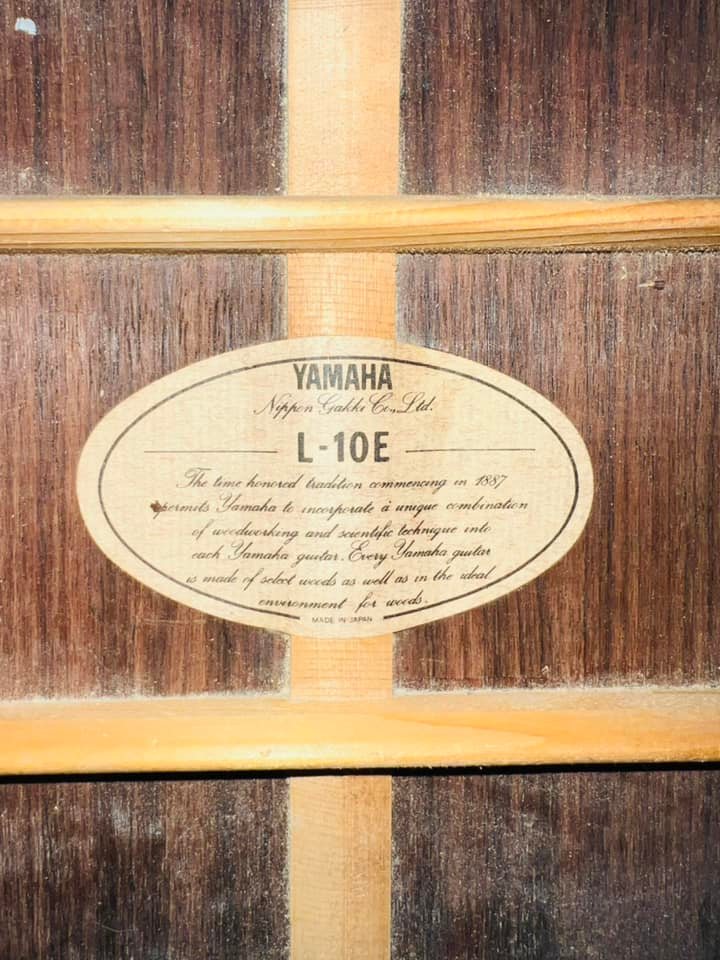 YAMAHA
Nippon Gakki Co., Ltd.
L-10E
The time honored tradition commencing in 1887
permits Yamaha to incorporate a unique combination
of woodworking and scientific technique into
each Yamaha guitar. Every Yamaha guitar
is made of select woods as well as in the ideal
environment for woods.
MADE IN JAPAN